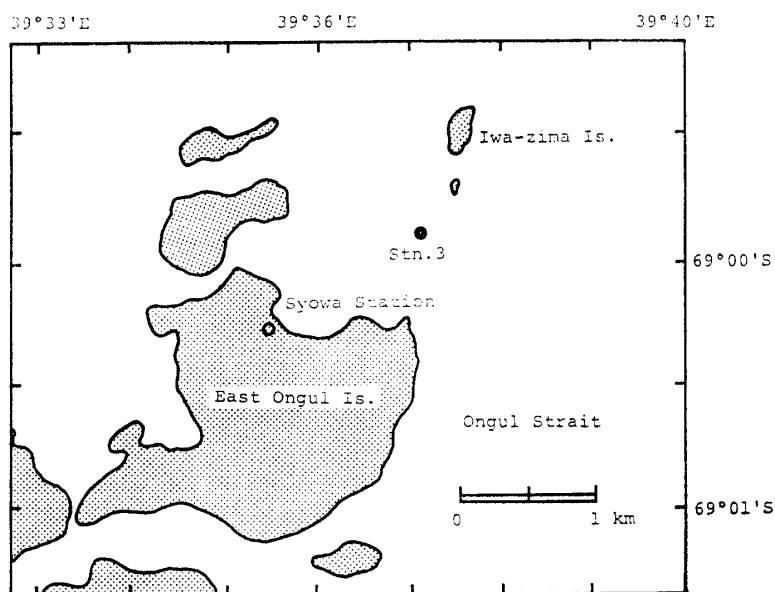 39°33'E 39°36'E 39°40'E
Iwa-zima Is.
Stn.3
69°00'S
Syowa Station
East Ongul Is.
Ongul Strait
69°01'S
0 1 km